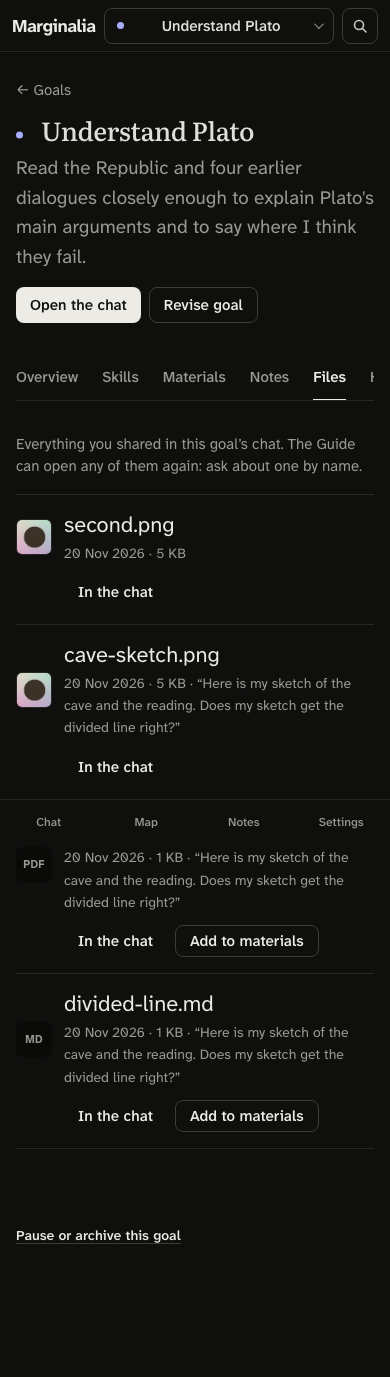 Marginalia
Understand Plato
← Goals
Understand Plato
Read the Republic and four earlier
dialogues closely enough to explain Plato's
main arguments and to say where I think
they fail.
Open the chat
Revise goal
Overview Skills Materials Notes Files
Everything you shared in this goal's chat. The Guide
can open any of them again: ask about one by name.
second.png
20 Nov 2026 · 5 KB
In the chat
cave-sketch.png
20 Nov 2026 · 5 KB · “Here is my sketch of the
cave and the reading. Does my sketch get the
divided line right?”
In the chat
Chat Map Notes Settings
PDF
20 Nov 2026 · 1 KB · “Here is my sketch of the
cave and the reading. Does my sketch get the
divided line right?”
In the chat Add to materials
divided-line.md
MD
20 Nov 2026 · 1 KB · “Here is my sketch of the
cave and the reading. Does my sketch get the
divided line right?”
In the chat Add to materials
Pause or archive this goal